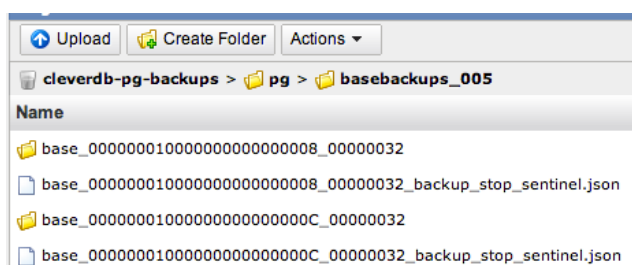 Upload Create Folder Actions
cleverdb-pg-backups > pg > basebackups_005
Name
base_000000010000000000000008_00000032
base_000000010000000000000008_00000032_backup_stop_sentinel.json
base_00000001000000000000000C_00000032
base_00000001000000000000000C_00000032_backup_stop_sentinel.json